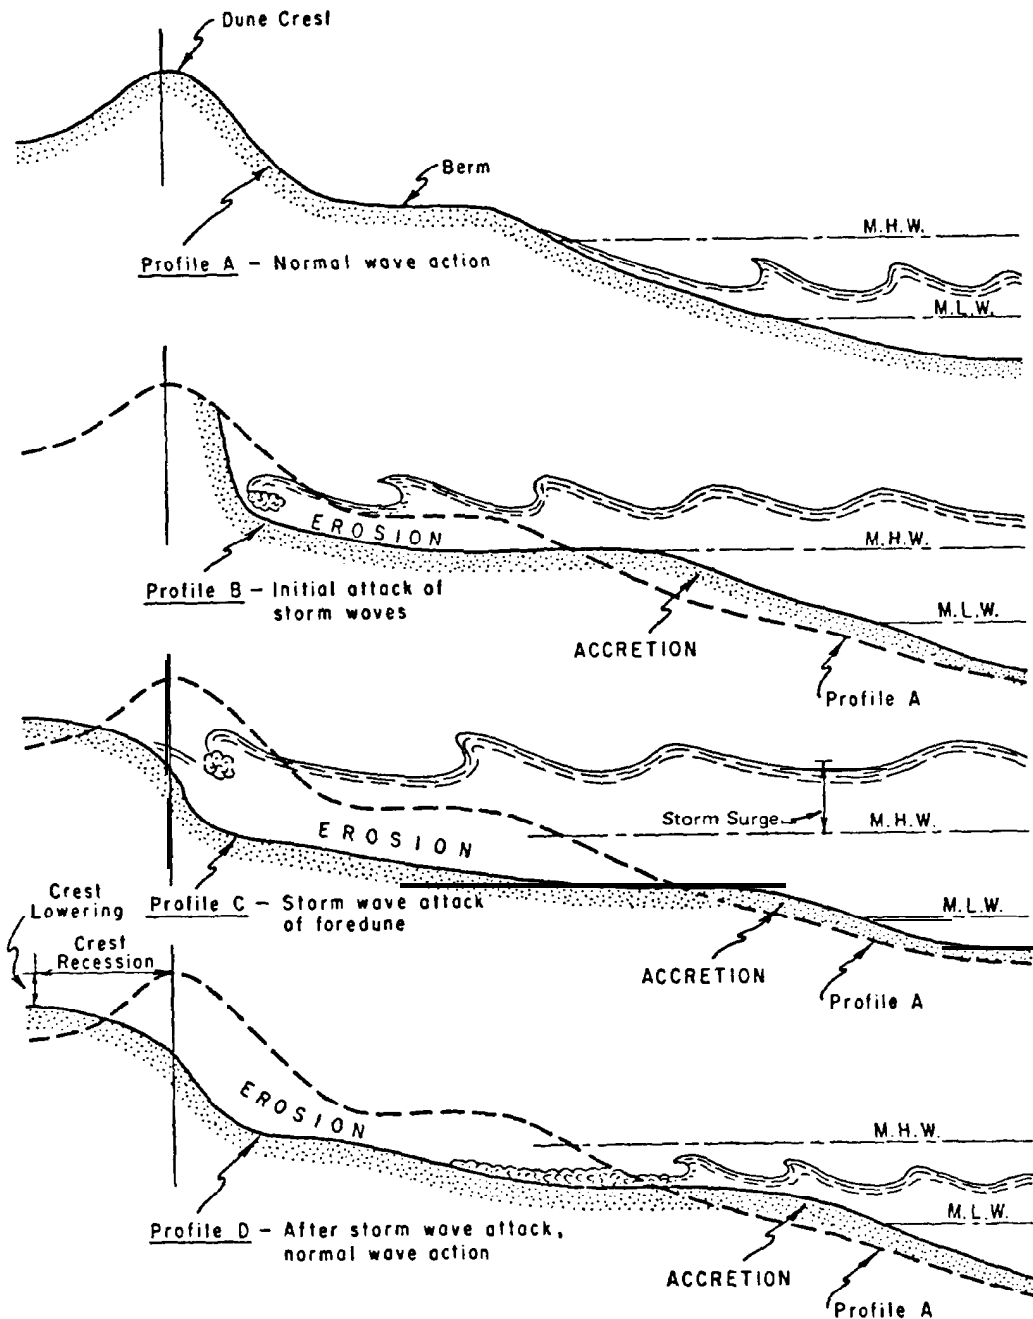 Dune Crest
Berm
M.H.W.
Profile A – Normal wave action
M.L.W.
EROSION
M.H.W.
Profile B – Initial attack of
storm waves
M.L.W.
ACCRETION
Profile A
Storm Surge
M.H.W.
EROSION
Crest
Lowering
Profile C – Storm wave attack
of foredune
M.L.W.
Crest
Recession
ACCRETION
Profile A
EROSION
M.H.W.
Profile D – After storm wave attack,
normal wave action
M.L.W.
ACCRETION
Profile A